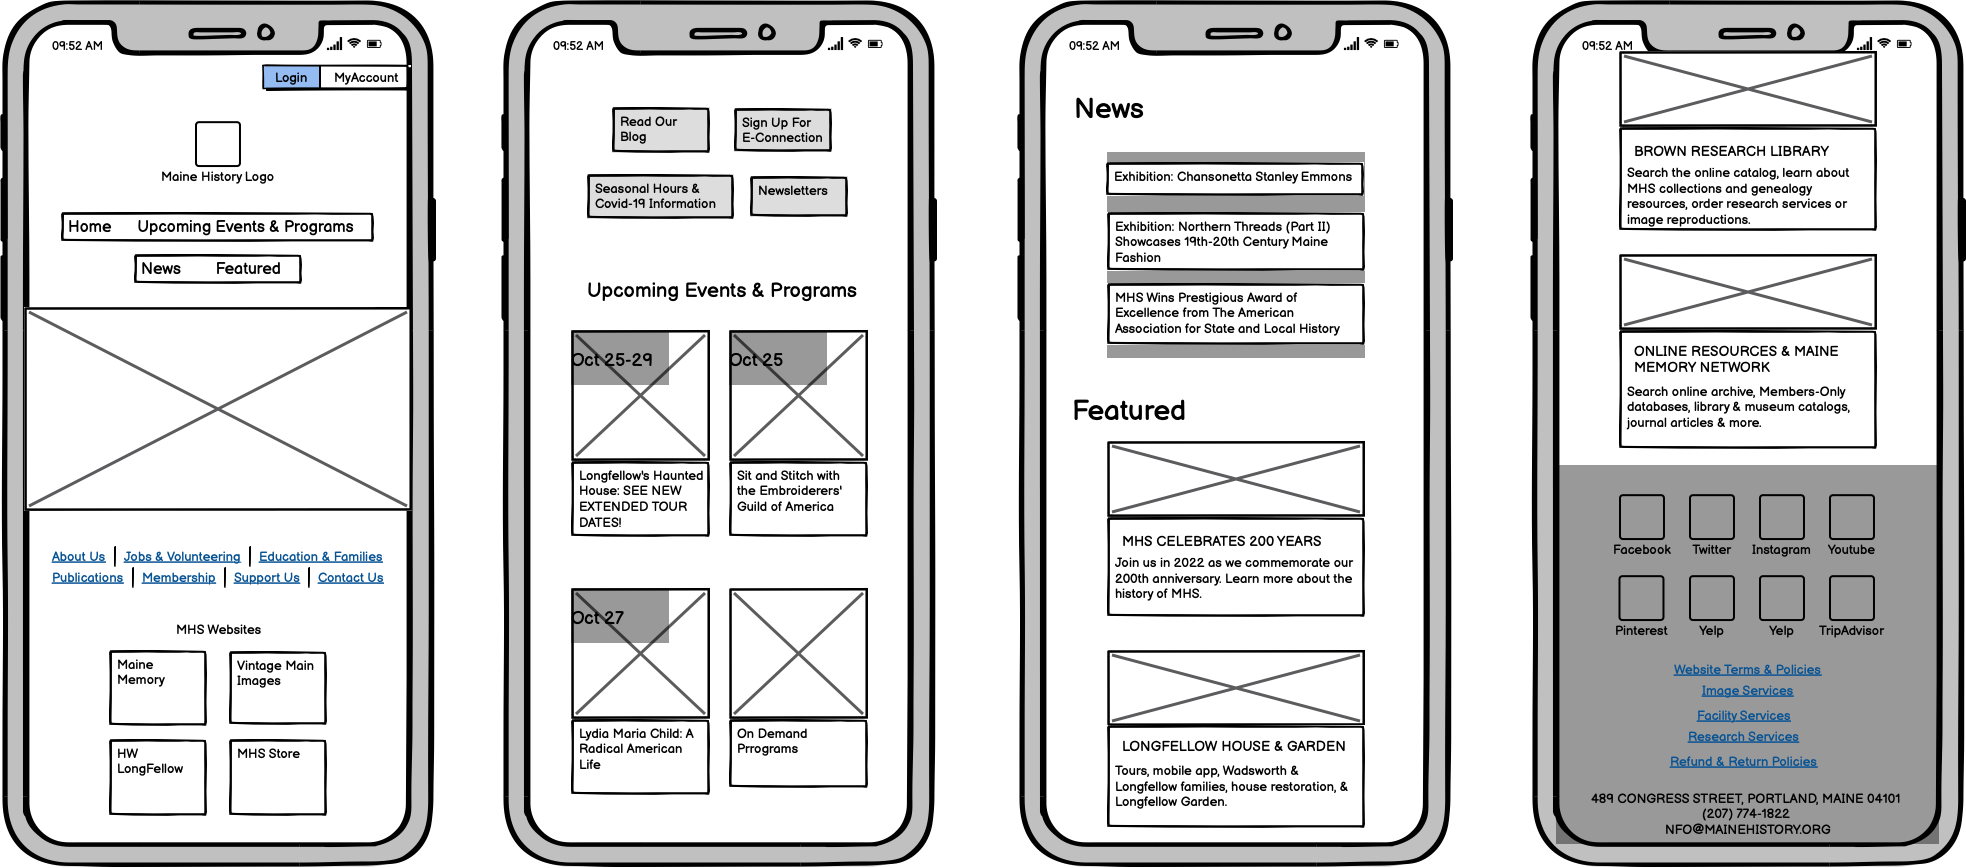 09:52 AM
Login MyAccount
Maine History Logo
Home Upcoming Events & Programs
News Featured
About Us Jobs & Volunteering Education & Families
Publications Membership Support Us Contact Us
MHS Websites
Maine
Memory
Vintage Main
Images
HW
LongFellow
MHS Store
09:52 AM
Read Our
Blog
Sign Up For
E-Connection
Seasonal Hours &
Covid-19 Information
Newsletters
Upcoming Events & Programs
Oct 25-29
Longfellow's Haunted
House: SEE NEW
EXTENDED TOUR
DATES!
Oct 25
Sit and Stitch with
the Embroiderers'
Guild of America
Oct 27
Lydia Maria Child: A
Radical American
Life
On Demand
Prrograms
09:52 AM
News
Exhibition: Chansonetta Stanley Emmons
Exhibition: Northern Threads (Part II)
Showcases 19th-20th Century Maine
Fashion
MHS Wins Prestigious Award of
Excellence from The American
Association for State and Local History
Featured
MHS CELEBRATES 200 YEARS
Join us in 2022 as we commemorate our
200th anniversary. Learn more about the
history of MHS.
LONGFELLOW HOUSE & GARDEN
Tours, mobile app, Wadsworth &
Longfellow families, house restoration, &
Longfellow Garden.
09:52 AM
BROWN RESEARCH LIBRARY
Search the online catalog, learn about
MHS collections and genealogy
resources, order research services or
image reproductions.
ONLINE RESOURCES & MAINE
MEMORY NETWORK
Search online archive, Members-Only
databases, library & museum catalogs,
journal articles & more.
Facebook Twitter Instagram Youtube
Pinterest Yelp Yelp TripAdvisor
Website Terms & Policies
Image Services
Facility Services
Research Services
Refund & Return Policies
489 CONGRESS STREET, PORTLAND, MAINE 04101
(207) 774-1822
NFO@MAINEHISTORY.ORG